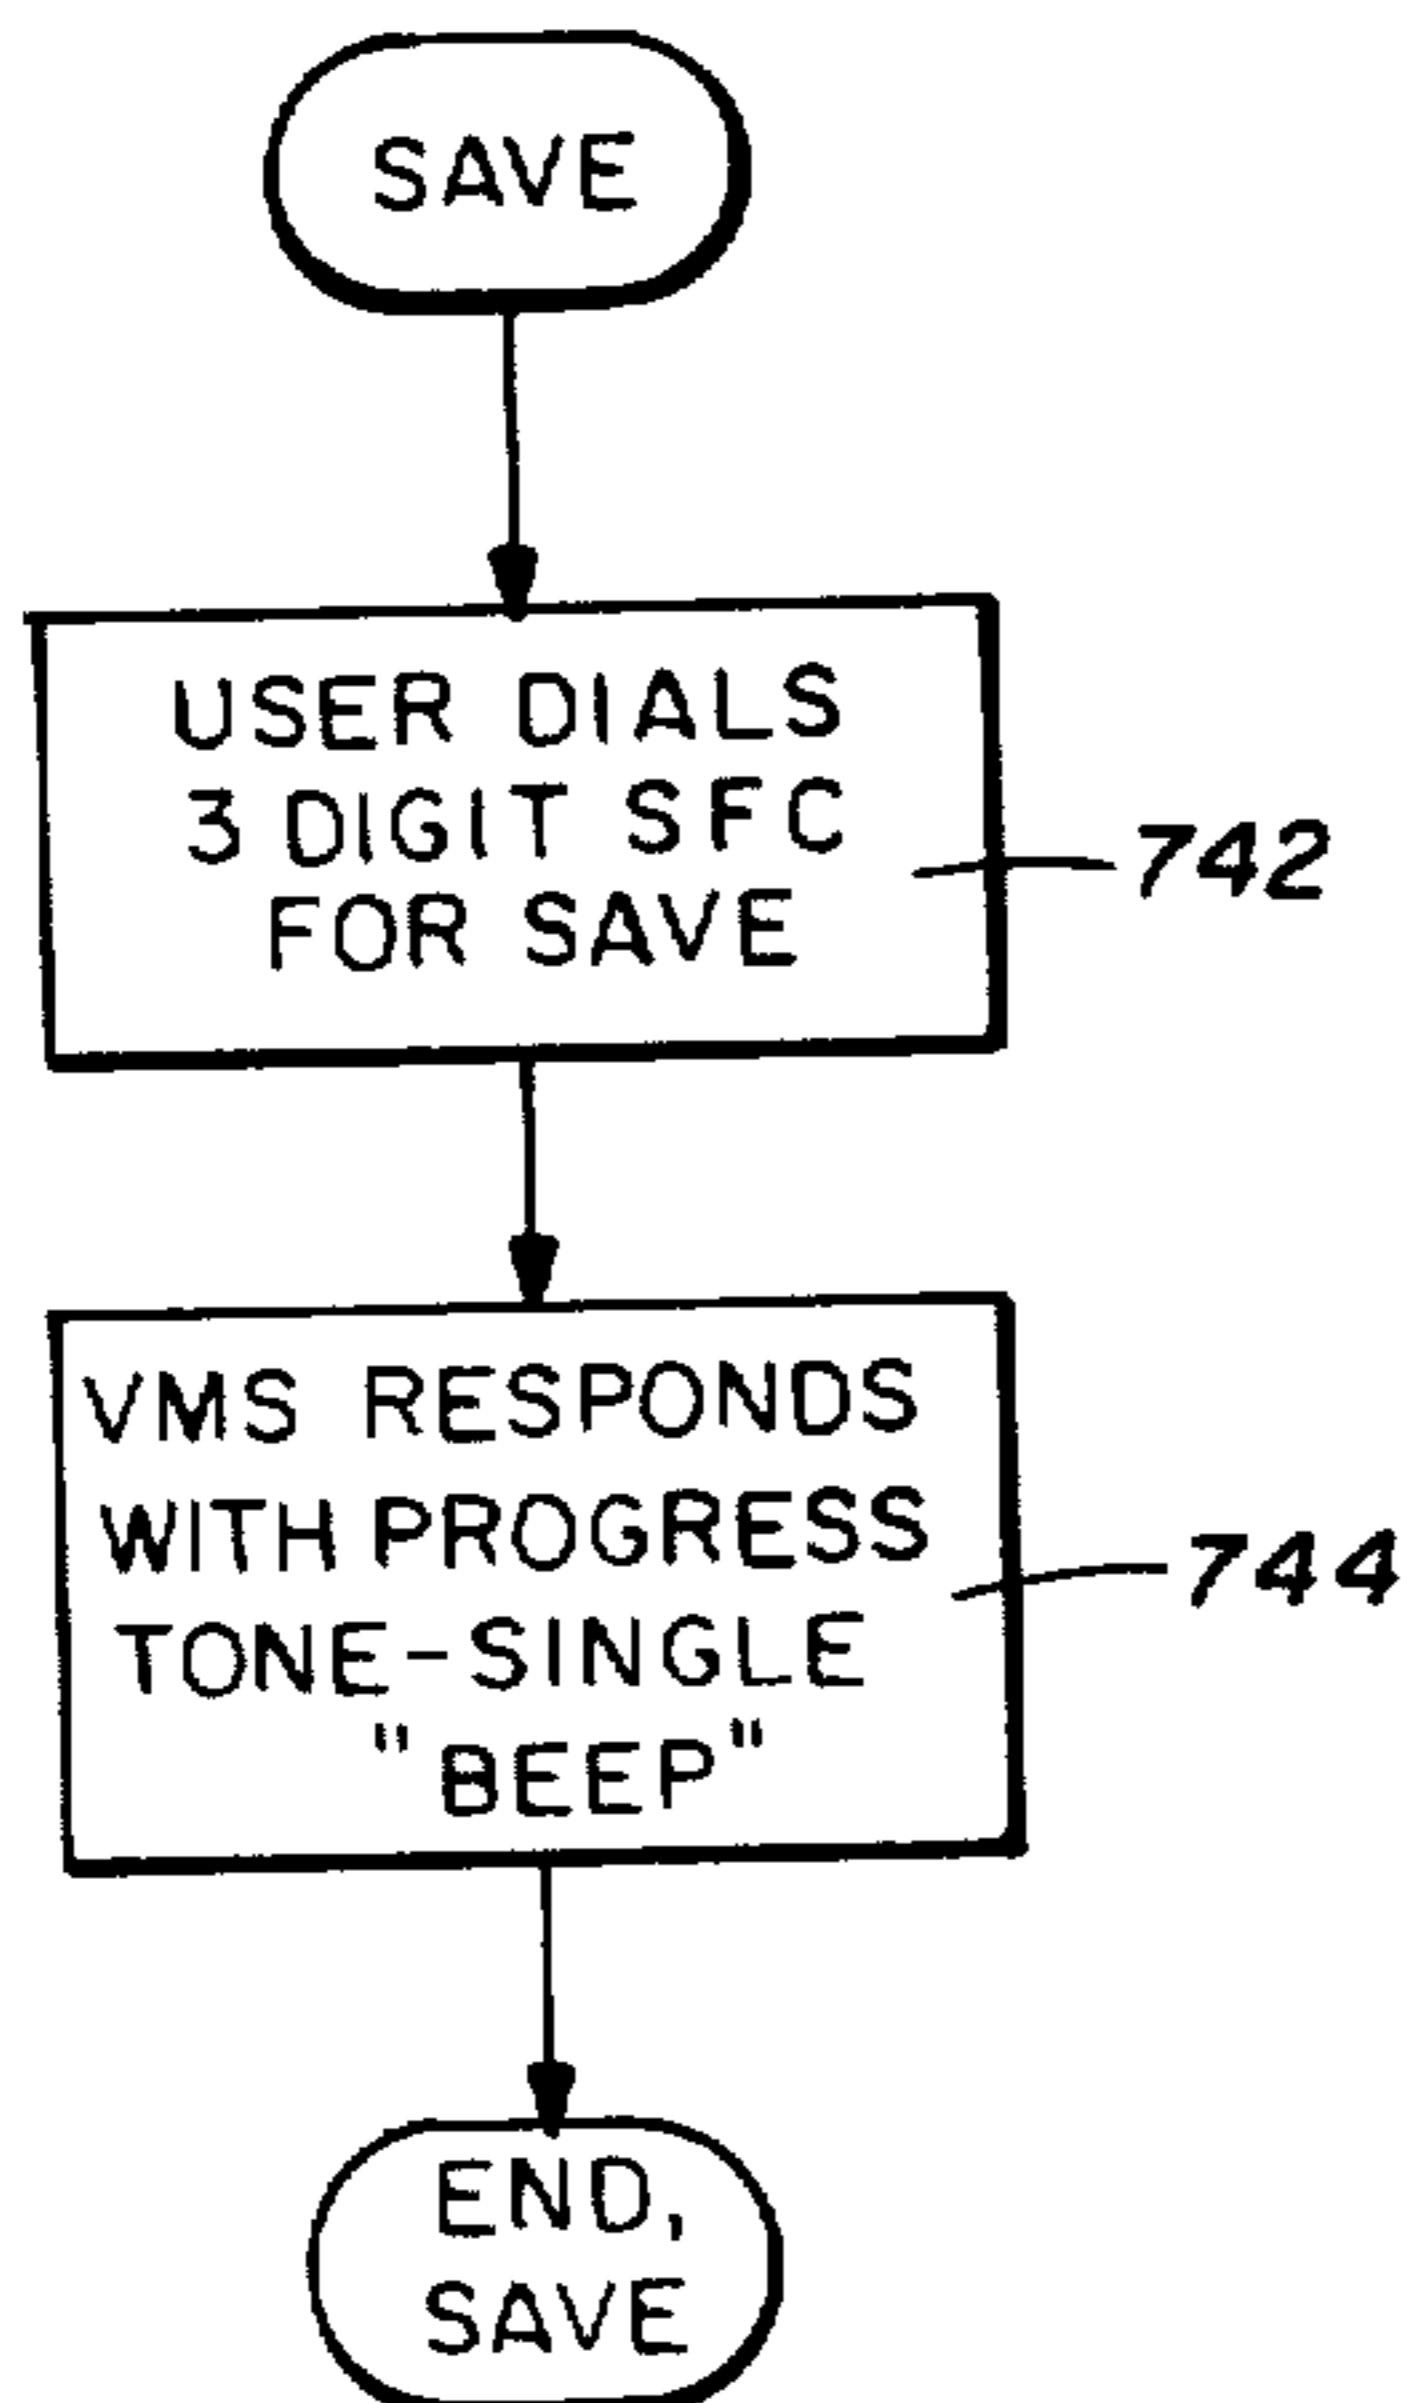 SAVE
USER DIALS
3 DIGIT SFC
FOR SAVE
742
VMS RESPONDS
WITH PROGRESS
TONE-SINGLE
"BEEP"
744
END,
SAVE